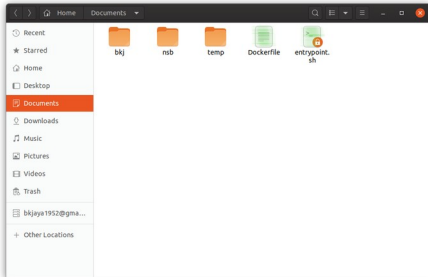 Home Documents
Recent
Starred
Home
Desktop
Documents
Downloads
Music
Pictures
Videos
Trash
bkjaya1952@gma...
Other Locations
bkj nsb temp Dockerfile entrypoint.
sh